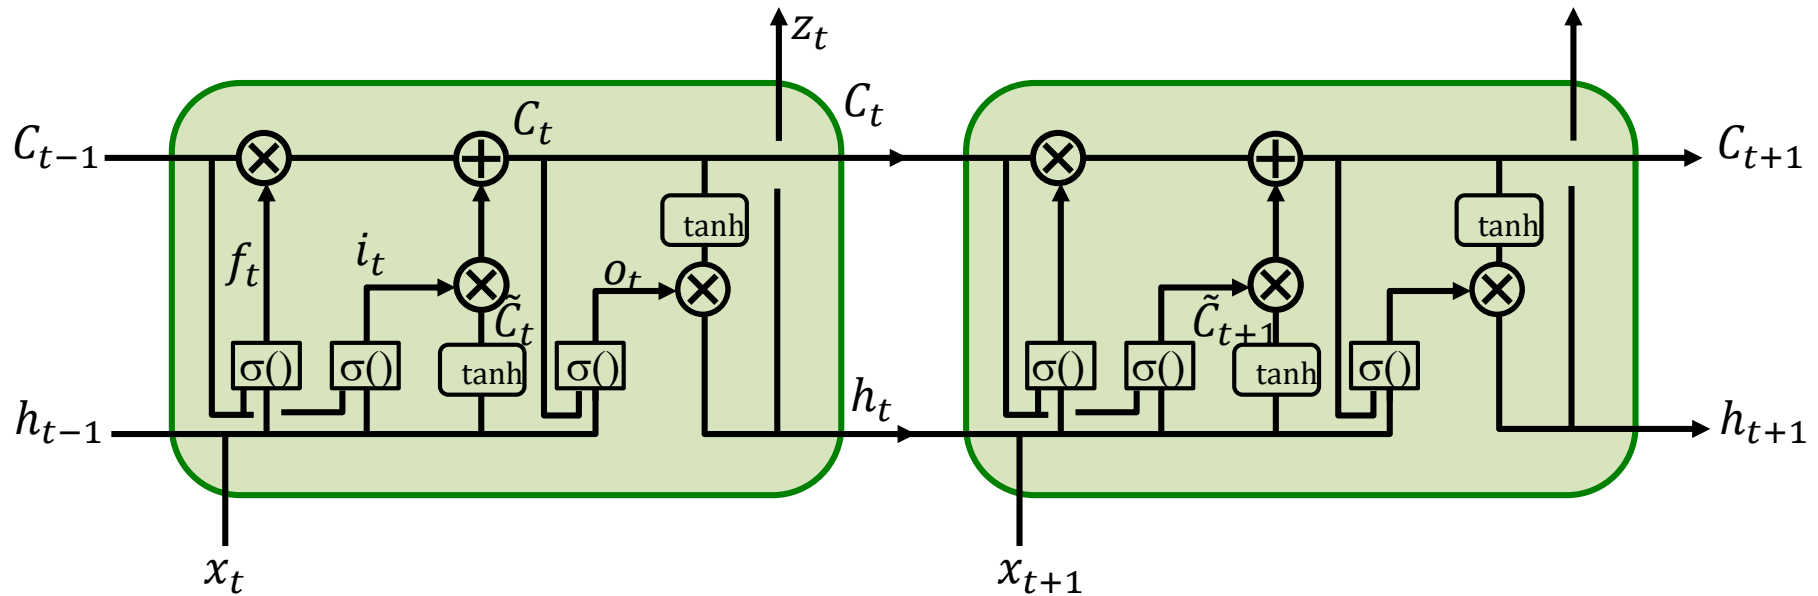 z_t
C_{t−1} C_t C_t C_{t+1}
tanh tanh
f_t i_t o_t
C̃_t C̃_{t+1}
σ() σ() tanh σ() σ() σ() tanh σ()
h_{t−1} h_t h_{t+1}
x_t x_{t+1}